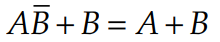 AB̅ + B = A + B